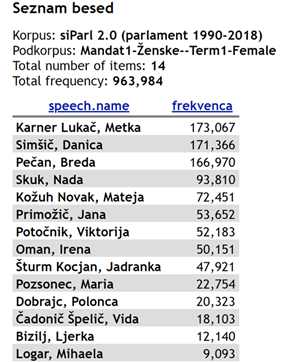 Seznam besed
Korpus: siParl 2.0 (parlament 1990-2018)
Podkorpus: Mandat1-Ženske--Term1-Female
Total number of items: 14
Total frequency: 963,984
speech.name frekvenca
Karner Lukač, Metka 173,067
Simšič, Danica 171,366
Pečan, Breda 166,970
Skuk, Nada 93,810
Kožuh Novak, Mateja 72,451
Primožič, Jana 53,652
Potočnik, Viktorija 52,183
Oman, Irena 50,151
Šturm Kocjan, Jadranka 47,921
Pozsonec, Maria 22,754
Dobrajc, Polonca 20,323
Čadonič Špelič, Vida 18,103
Bizilj, Ljerka 12,140
Logar, Mihaela 9,093